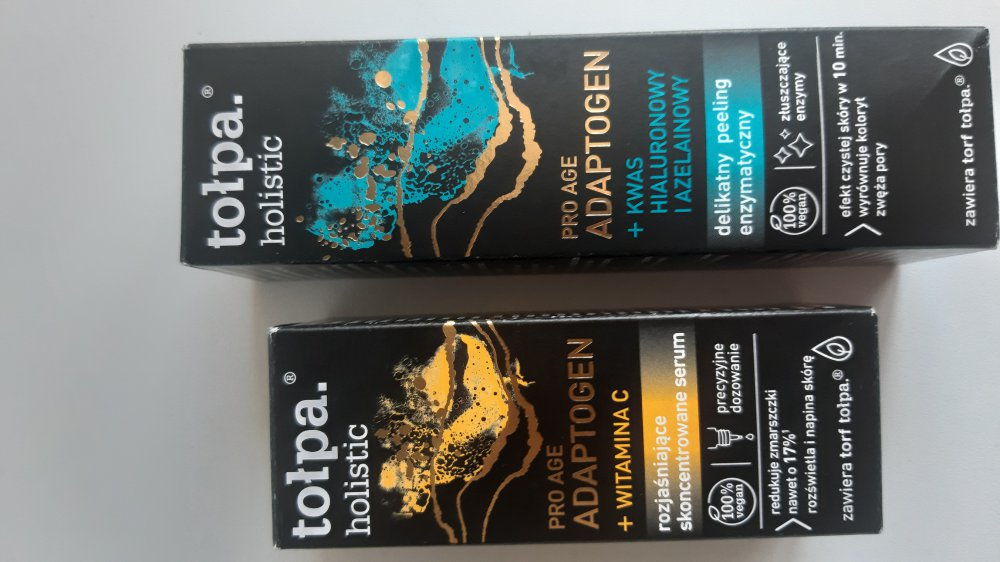 tołpa.®
holistic
PRO AGE
ADAPTOGEN
+ KWAS
HIALURONOWY
I AZELAINOWY
delikatny peeling
enzymatyczny
100%
vegan
złuszczające
enzymy
efekt czystej skóry w 10 min.
wyrównuje koloryt
zwęża pory
zawiera torf tołpa.®
tołpa.®
holistic
PRO AGE
ADAPTOGEN
+ WITAMINA C
rozjaśniające
skoncentrowane serum
100%
vegan
precyzyjne
dozowanie
redukuje zmarszczki
nawet o 17%¹
rozświetla i napina skórę
zawiera torf tołpa.®